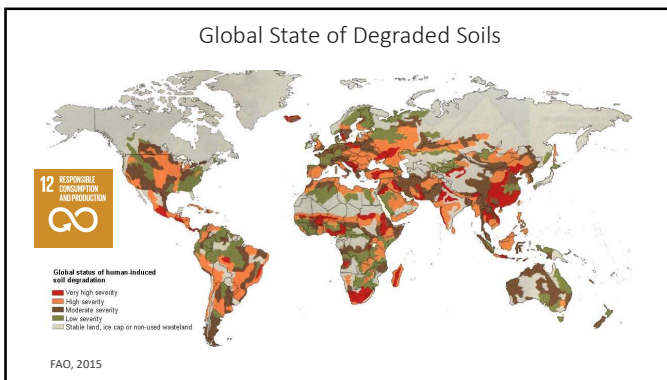 Global State of Degraded Soils
12 RESPONSIBLE
CONSUMPTION
AND PRODUCTION
Global status of human-induced
soil degradation
Very high severity
High severity
Moderate severity
Low severity
Stable land, ice cap or non-used wasteland
FAO, 2015